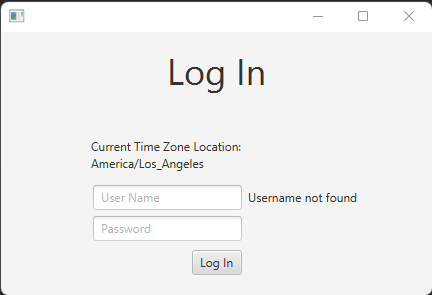 Log In
Current Time Zone Location:
America/Los_Angeles
User Name
Username not found
Password
Log In